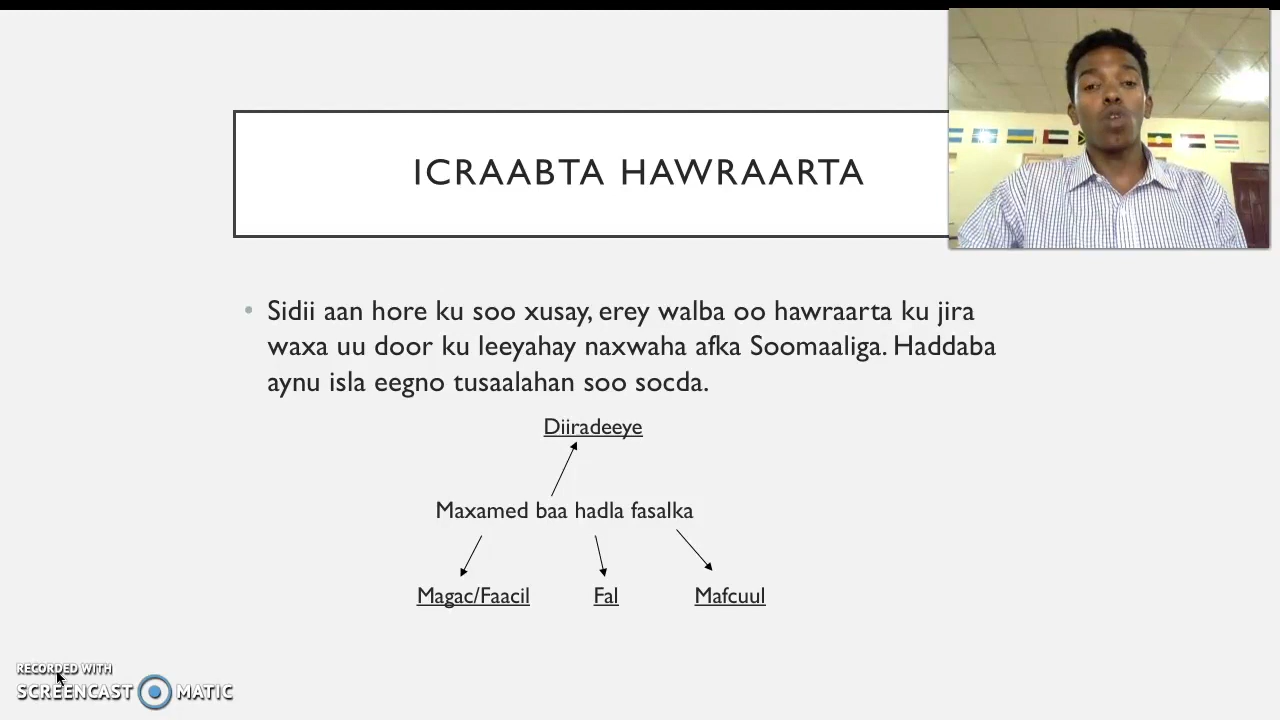 ICRAABTA HAWRAARTA
Sidii aan hore ku soo xusay, erey walba oo hawraarta ku jira
waxa uu door ku leeyahay naxwaha afka Soomaaliga. Haddaba
aynu isla eegno tusaalahan soo socda.
Diiradeeye
Maxamed baa hadla fasalka
Magac/Faacil Fal Mafcuul
RECORDED WITH
SCREENCAST MATIC